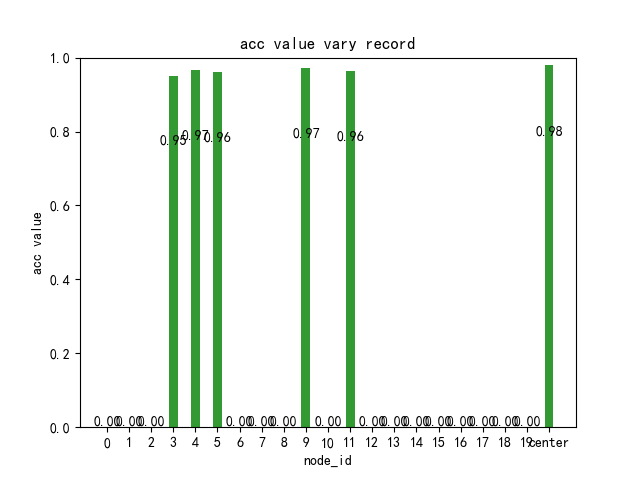 acc value vary record
1.0
0.8
0.6
0.4
0.2
0.0
acc value
0.00 0.00 0.00 0.95 0.97 0.96 0.00 0.00 0.00 0.97 0.00 0.96 0.00 0.00 0.00 0.00 0.00 0.00 0.00 0.00 0.98
0 1 2 3 4 5 6 7 8 9 10 11 12 13 14 15 16 17 18 19 center
node_id